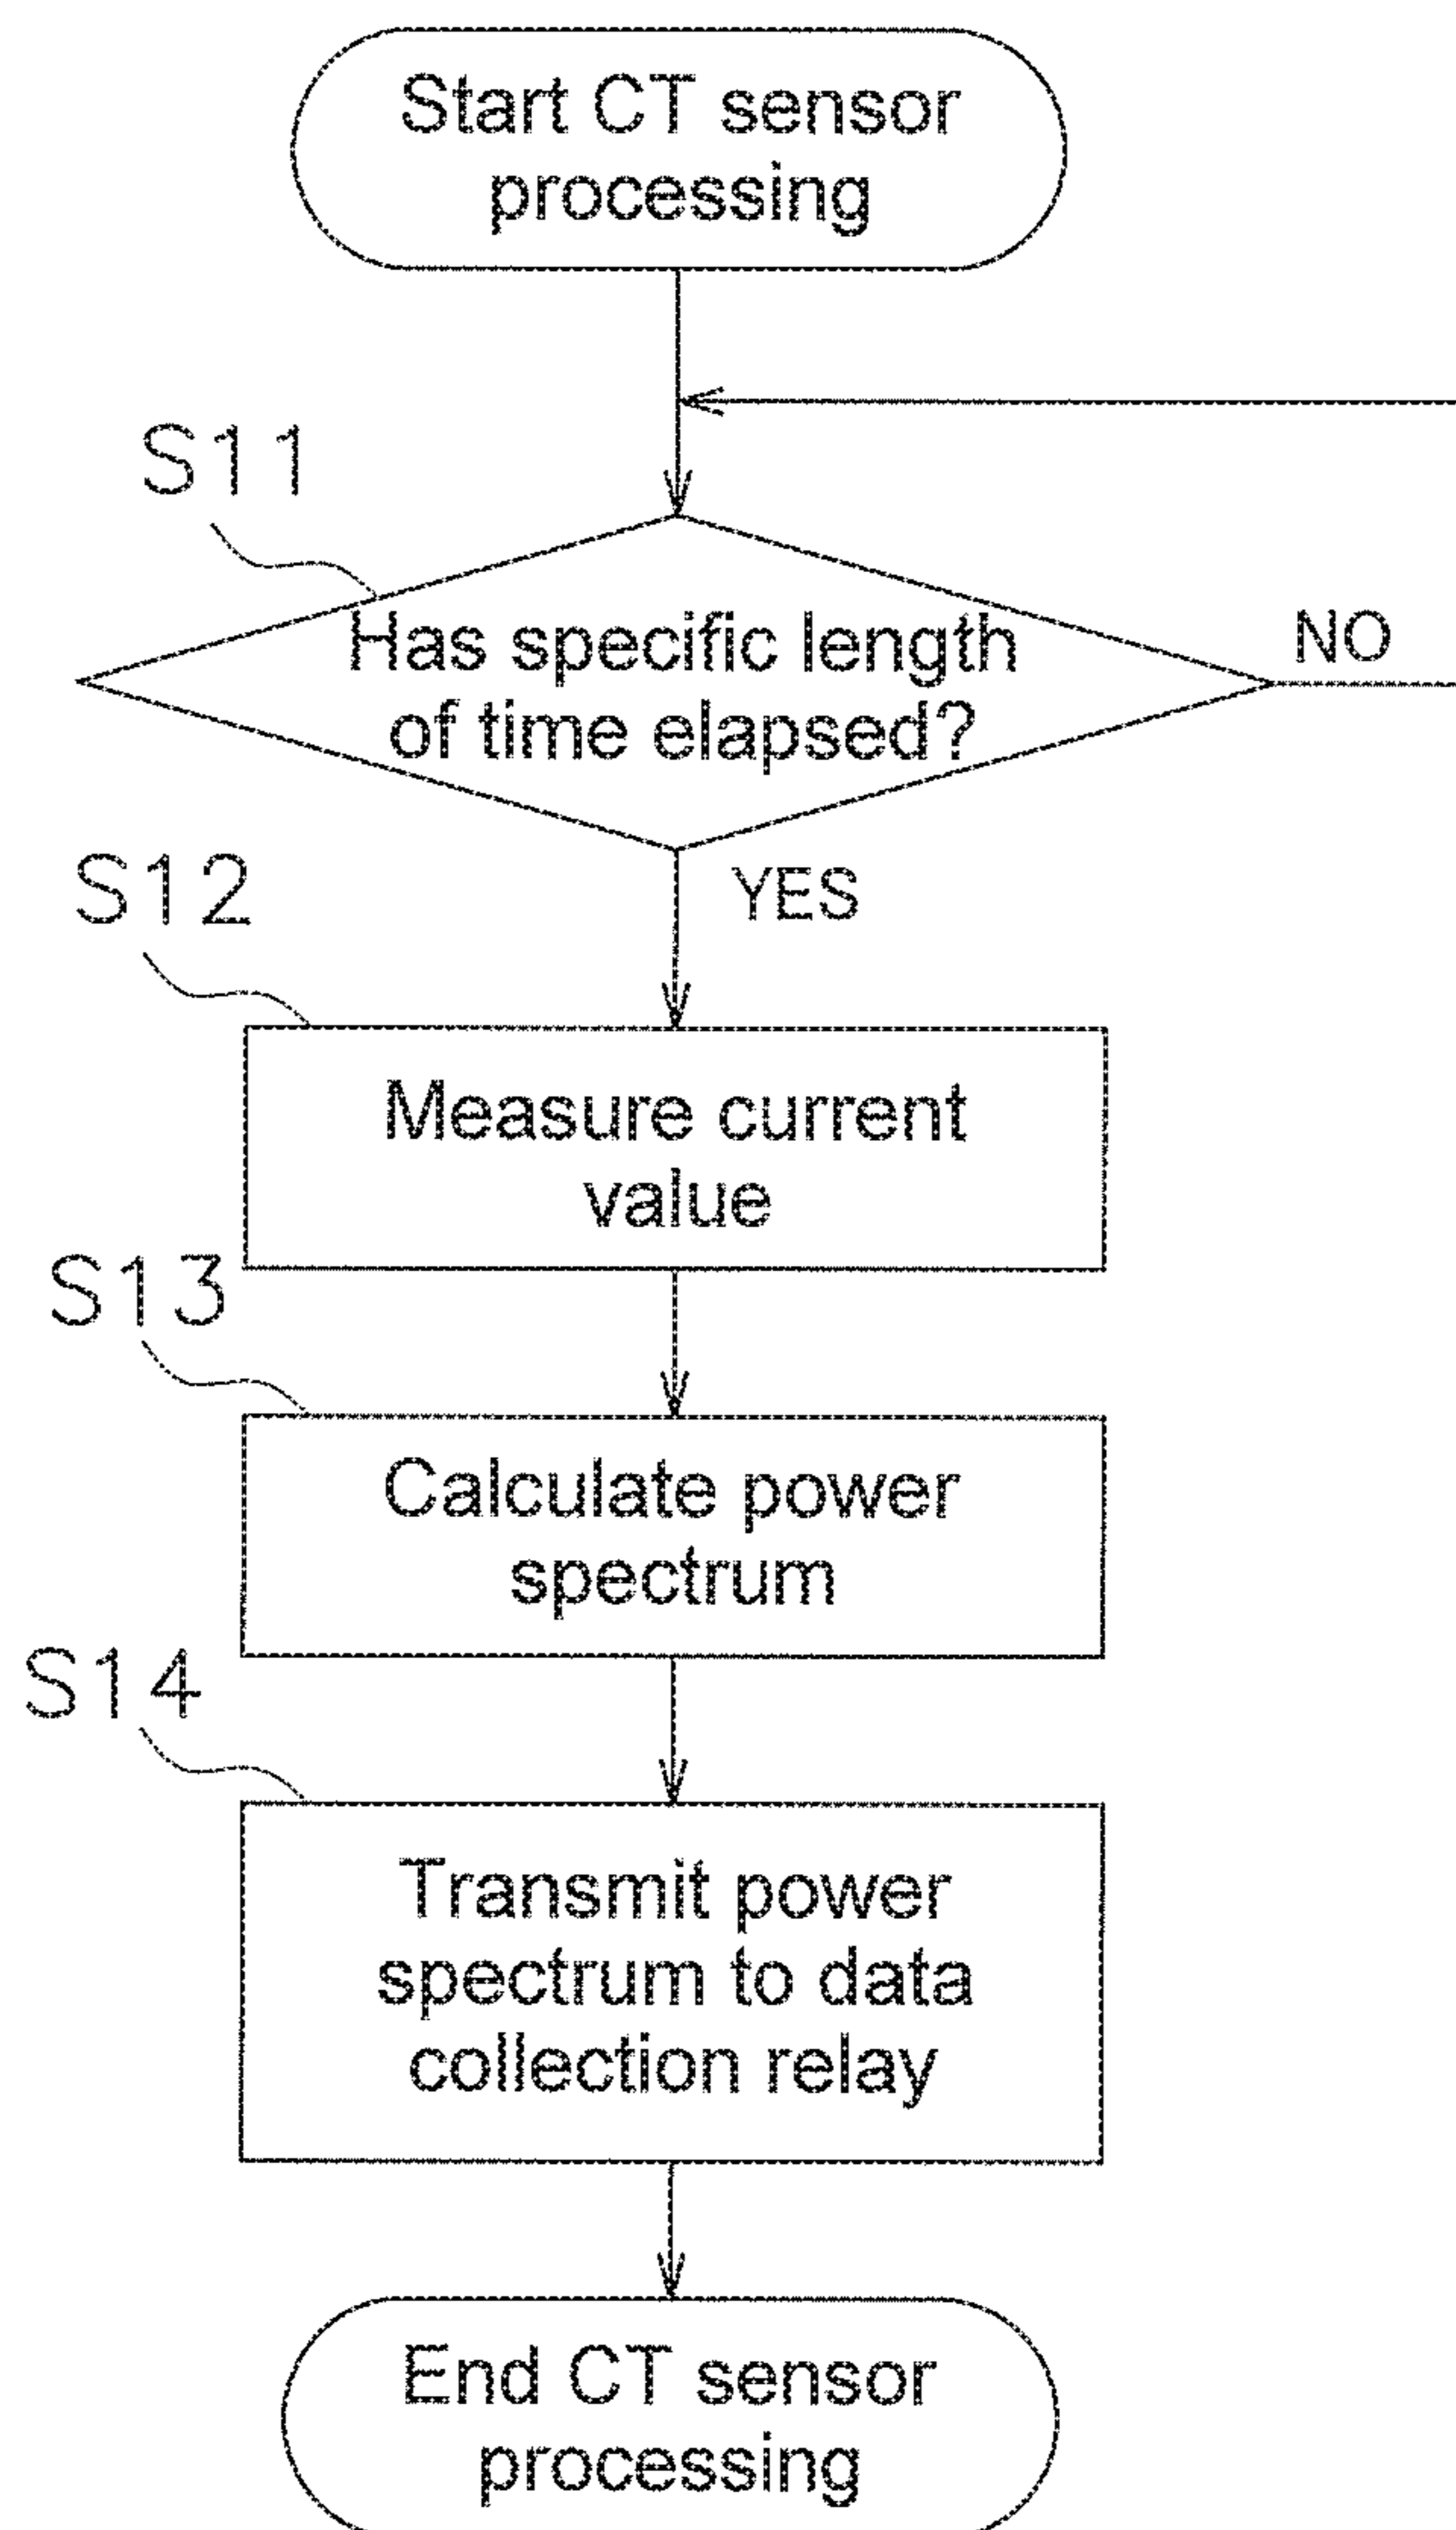 Start CT sensor
processing
S11
Has specific length
of time elapsed?
NO
YES
S12
Measure current
value
S13
Calculate power
spectrum
S14
Transmit power
spectrum to data
collection relay
End CT sensor
processing